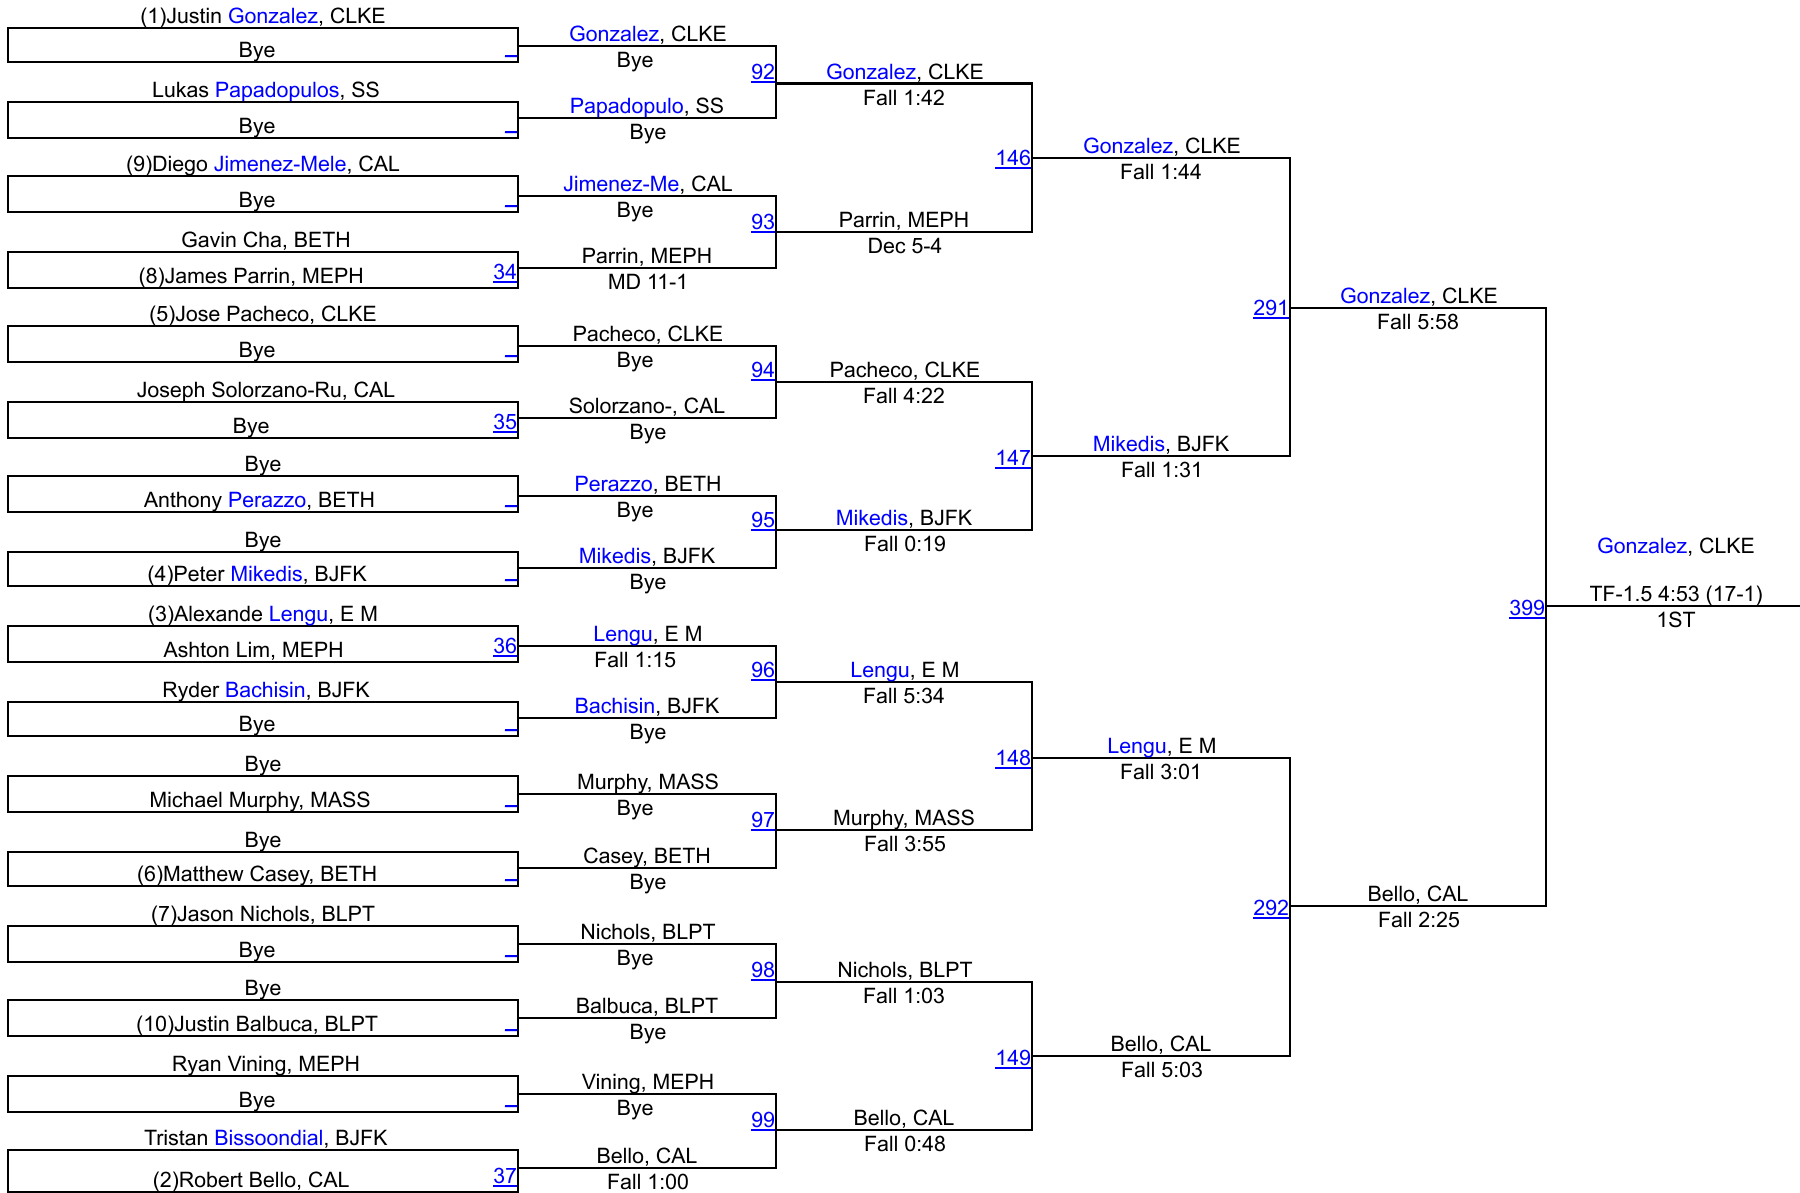 (1)Justin Gonzalez, CLKE
Bye
Lukas Papadopulos, SS
Bye
(9)Diego Jimenez-Mele, CAL
Bye
Gavin Cha, BETH
(8)James Parrin, MEPH
34
(5)Jose Pacheco, CLKE
Bye
Joseph Solorzano-Ru, CAL
Bye
35
Bye
Anthony Perazzo, BETH
Bye
(4)Peter Mikedis, BJFK
(3)Alexande Lengu, E M
Ashton Lim, MEPH
36
Ryder Bachisin, BJFK
Bye
Bye
Michael Murphy, MASS
Bye
(6)Matthew Casey, BETH
(7)Jason Nichols, BLPT
Bye
Bye
(10)Justin Balbuca, BLPT
Ryan Vining, MEPH
Bye
Tristan Bissoondial, BJFK
(2)Robert Bello, CAL
37
Gonzalez, CLKE
Bye
92
Papadopulo, SS
Bye
Jimenez-Me, CAL
Bye
93
Parrin, MEPH
MD 11-1
Pacheco, CLKE
Bye
94
Solorzano-, CAL
Bye
Perazzo, BETH
Bye
95
Mikedis, BJFK
Bye
Lengu, E M
Fall 1:15
96
Bachisin, BJFK
Bye
Murphy, MASS
Bye
97
Casey, BETH
Bye
Nichols, BLPT
Bye
98
Balbuca, BLPT
Bye
Vining, MEPH
Bye
99
Bello, CAL
Fall 1:00
Gonzalez, CLKE
Fall 1:42
146
Parrin, MEPH
Dec 5-4
Pacheco, CLKE
Fall 4:22
147
Mikedis, BJFK
Fall 0:19
Lengu, E M
Fall 5:34
148
Murphy, MASS
Fall 3:55
Nichols, BLPT
Fall 1:03
149
Bello, CAL
Fall 0:48
Gonzalez, CLKE
Fall 1:44
291
Mikedis, BJFK
Fall 1:31
Lengu, E M
Fall 3:01
292
Bello, CAL
Fall 5:03
Gonzalez, CLKE
Fall 5:58
399
Bello, CAL
Fall 2:25
Gonzalez, CLKE
TF-1.5 4:53 (17-1)
1ST